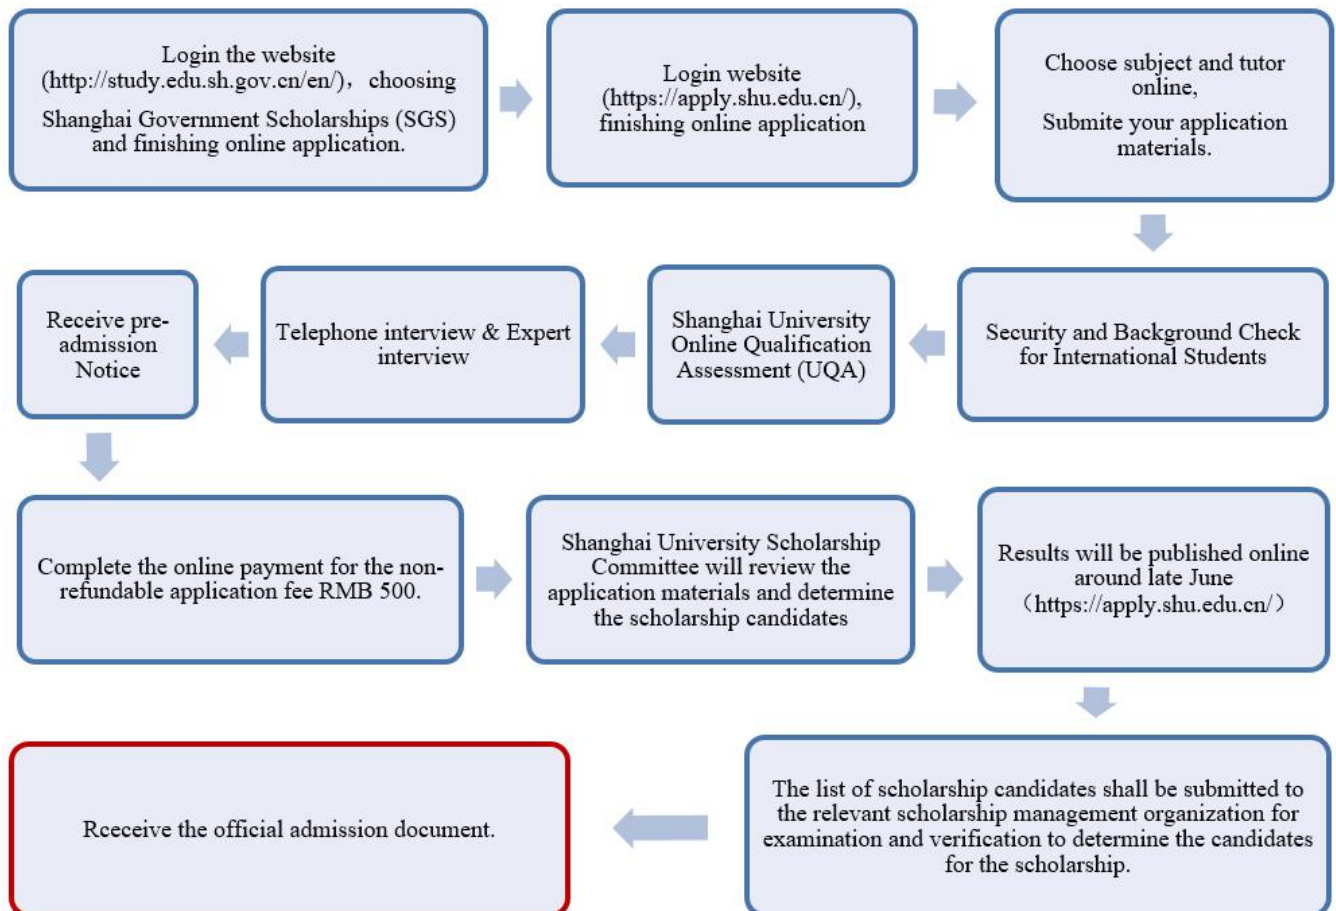 Login the website
(http://study.edu.sh.gov.cn/en/)，choosing
Shanghai Government Scholarships (SGS)
and finishing online application.
Login website
(https://apply.shu.edu.cn/),
finishing online application
Choose subject and tutor
online,
Submite your application
materials.
Security and Background Check
for International Students
Shanghai University
Online Qualification
Assessment (UQA)
Telephone interview & Expert
interview
Receive pre-
admission
Notice
Complete the online payment for the non-
refundable application fee RMB 500.
Shanghai University Scholarship
Committee will review the
application materials and determine
the scholarship candidates
Results will be published online
around late June
（https://apply.shu.edu.cn/）
The list of scholarship candidates shall be submitted to
the relevant scholarship management organization for
examination and verification to determine the candidates
for the scholarship.
Rceceive the official admission document.